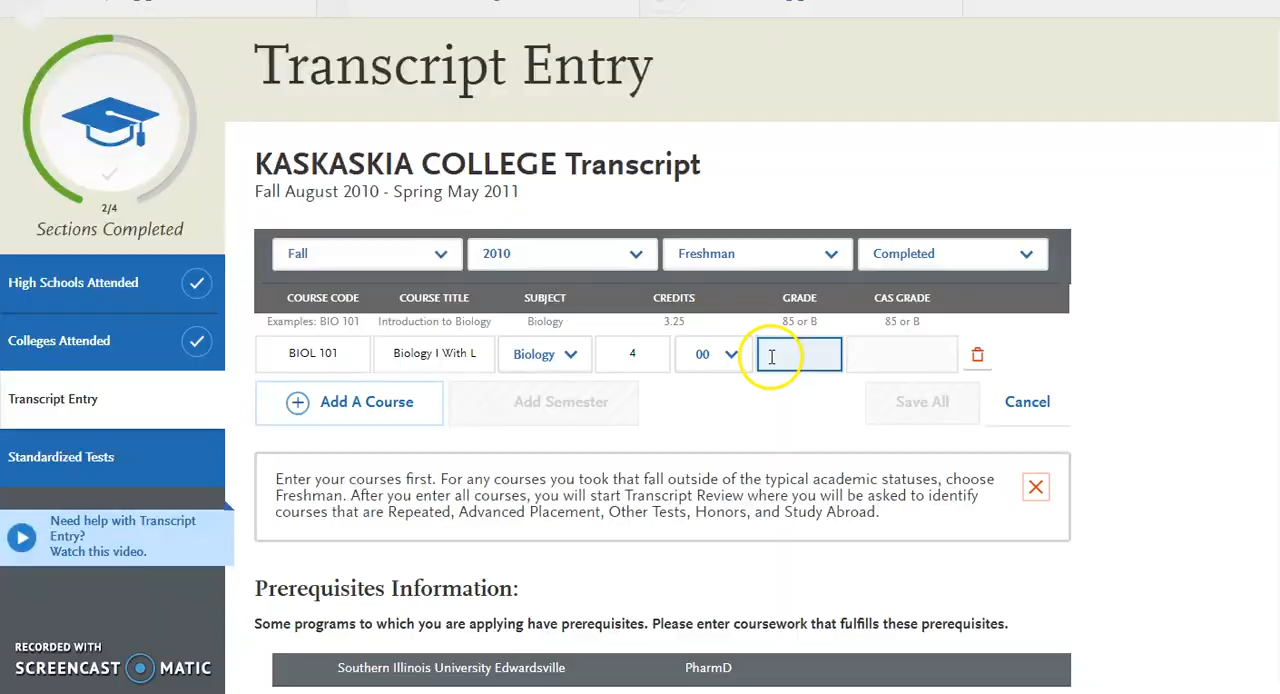 Transcript Entry
2/4
Sections Completed
High Schools Attended
Colleges Attended
Transcript Entry
Standardized Tests
Need help with Transcript
Entry?
Watch this video.
RECORDED WITH
SCREENCAST MATIC
KASKASKIA COLLEGE Transcript
Fall August 2010 - Spring May 2011
Fall 2010 Freshman Completed
COURSE CODE COURSE TITLE SUBJECT CREDITS GRADE CAS GRADE
Examples: BIO 101 Introduction to Biology Biology 3.25 85 or B 85 or B
BIOL 101 Biology I With L Biology 4 00
Add A Course Add Semester Save All Cancel
Enter your courses first. For any courses you took that fall outside of the typical academic statuses, choose
Freshman. After you enter all courses, you will start Transcript Review where you will be asked to identify
courses that are Repeated, Advanced Placement, Other Tests, Honors, and Study Abroad.
Prerequisites Information:
Some programs to which you are applying have prerequisites. Please enter coursework that fulfills these prerequisites.
Southern Illinois University Edwardsville PharmD